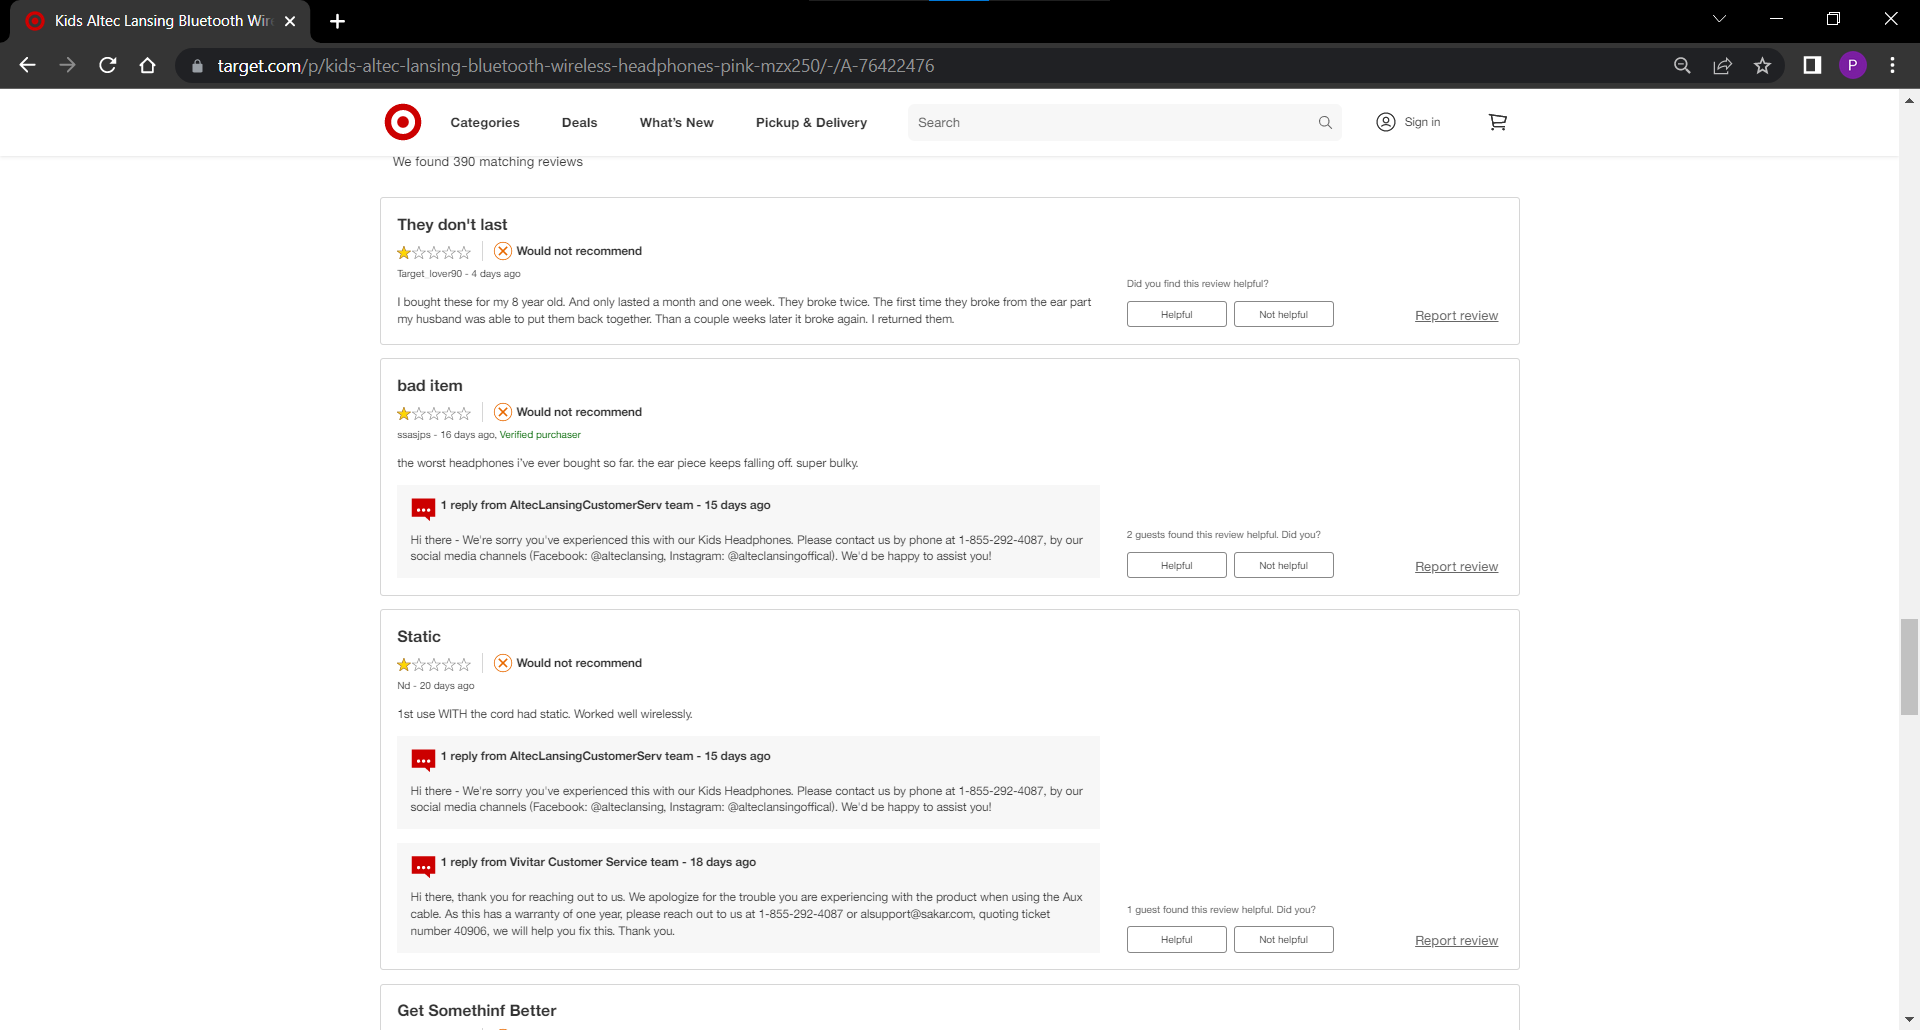 Kids Altec Lansing Bluetooth Wir
target.com/p/kids-altec-lansing-bluetooth-wireless-headphones-pink-mzx250/-/A-76422476
P
Categories
Deals
What's New
Pickup & Delivery
Search
Sign in
We found 390 matching reviews
They don't last
Would not recommend
Target lover90 - 4 days ago
I bought these for my 8 year old. And only lasted a month and one week. They broke twice. The first time they broke from the ear part
my husband was able to put them back together. Than a couple weeks later it broke again. I returned them.
Did you find this review helpful?
Helpful
Not helpful
Report review
bad item
Would not recommend
ssasjps - 16 days ago, Verified purchaser
the worst headphones i've ever bought so far. the ear piece keeps falling off. super bulky.
1 reply from AltecLansingCustomerServ team - 15 days ago
Hi there - We're sorry you've experienced this with our Kids Headphones. Please contact us by phone at 1-855-292-4087, by our
social media channels (Facebook: @alteclansing, Instagram: @alteclansingoffical). We'd be happy to assist you!
2 guests found this review helpful. Did you?
Helpful
Not helpful
Report review
Static
Would not recommend
Nd - 20 days ago
1st use WITH the cord had static. Worked well wirelessly.
1 reply from AltecLansingCustomerServ team - 15 days ago
Hi there - We're sorry you've experienced this with our Kids Headphones. Please contact us by phone at 1-855-292-4087, by our
social media channels (Facebook: @alteclansing, Instagram: @alteclansingoffical). We'd be happy to assist you!
1 reply from Vivitar Customer Service team - 18 days ago
Hi there, thank you for reaching out to us. We apologize for the trouble you are experiencing with the product when using the Aux
cable. As this has a warranty of one year, please reach out to us at 1-855-292-4087 or alsupport@sakar.com, quoting ticket
number 40906, we will help you fix this. Thank you.
1 guest found this review helpful. Did you?
Helpful
Not helpful
Report review
Get Somethinf Better